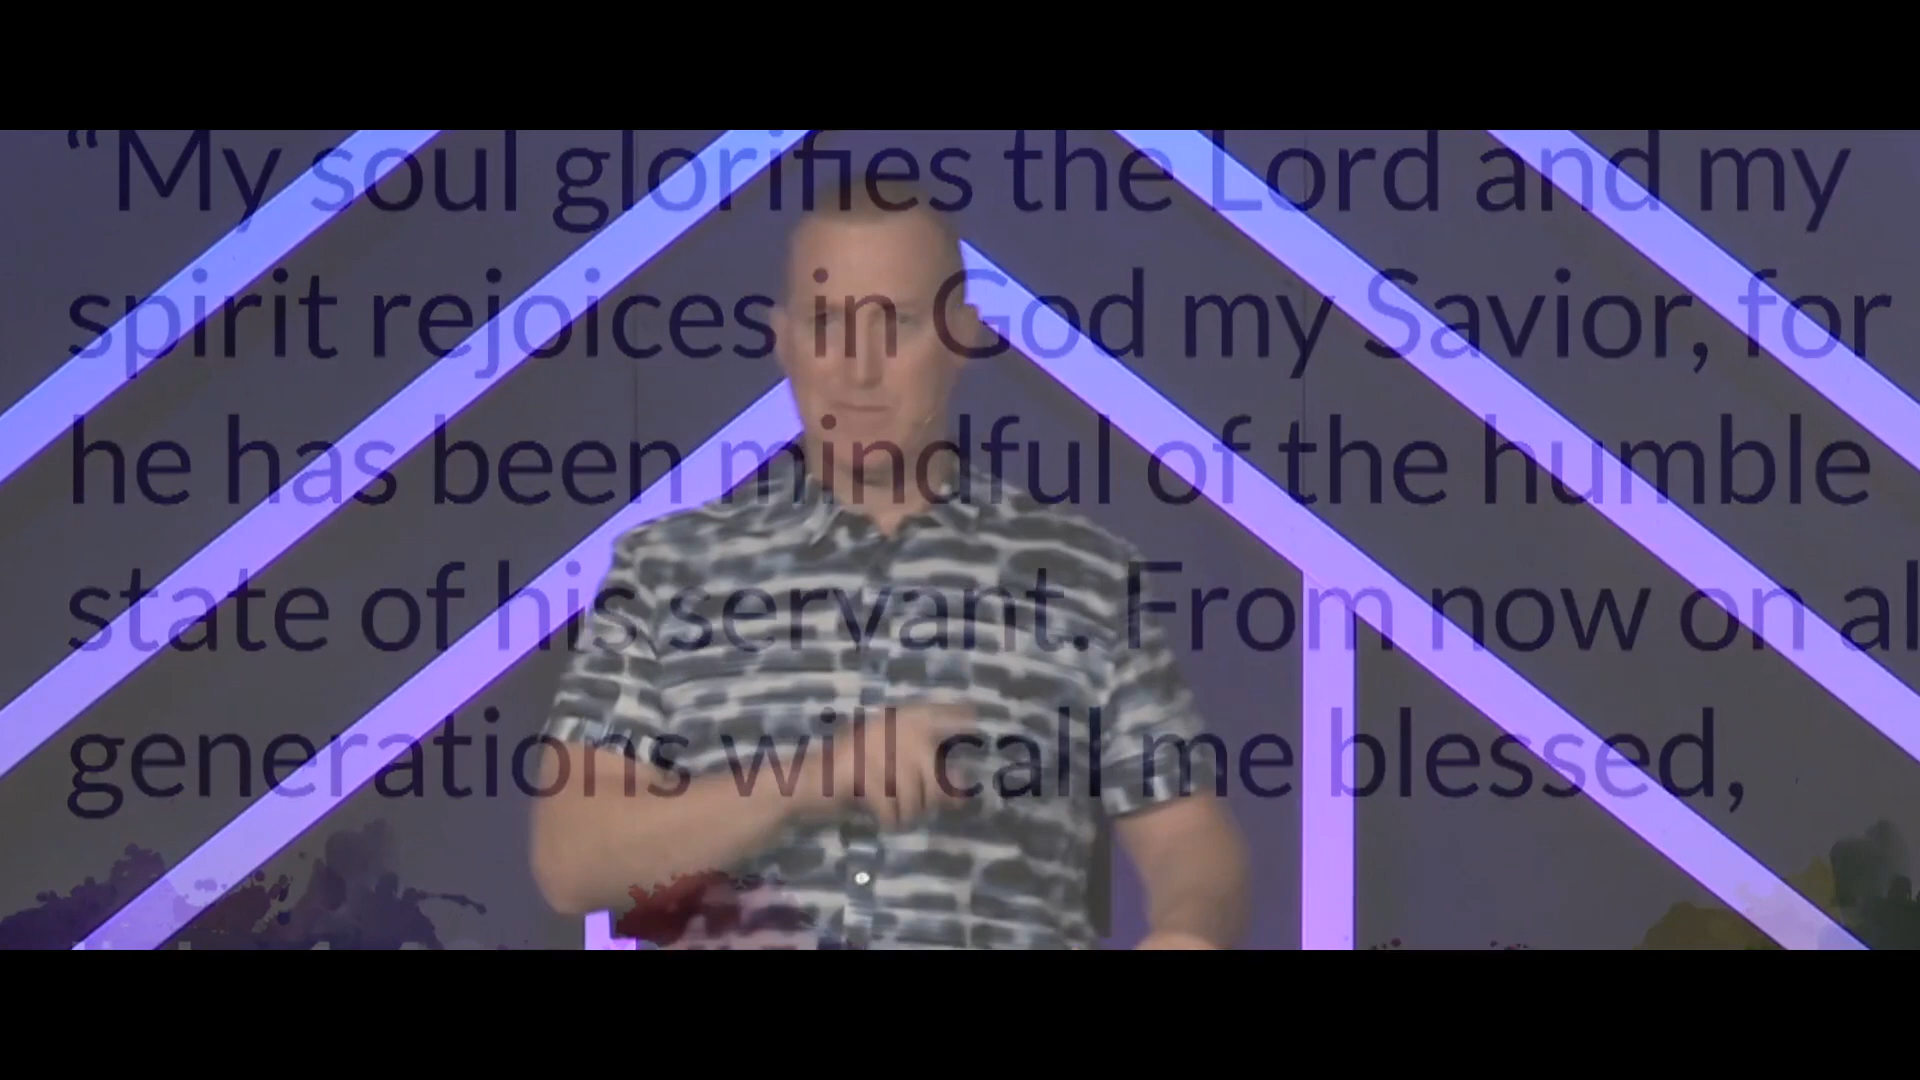 “My soul glorifies the Lord and my
spirit rejoices in God my Savior, for
he has been mindful of the humble
state of his servant. From now on al
generations will call me blessed,